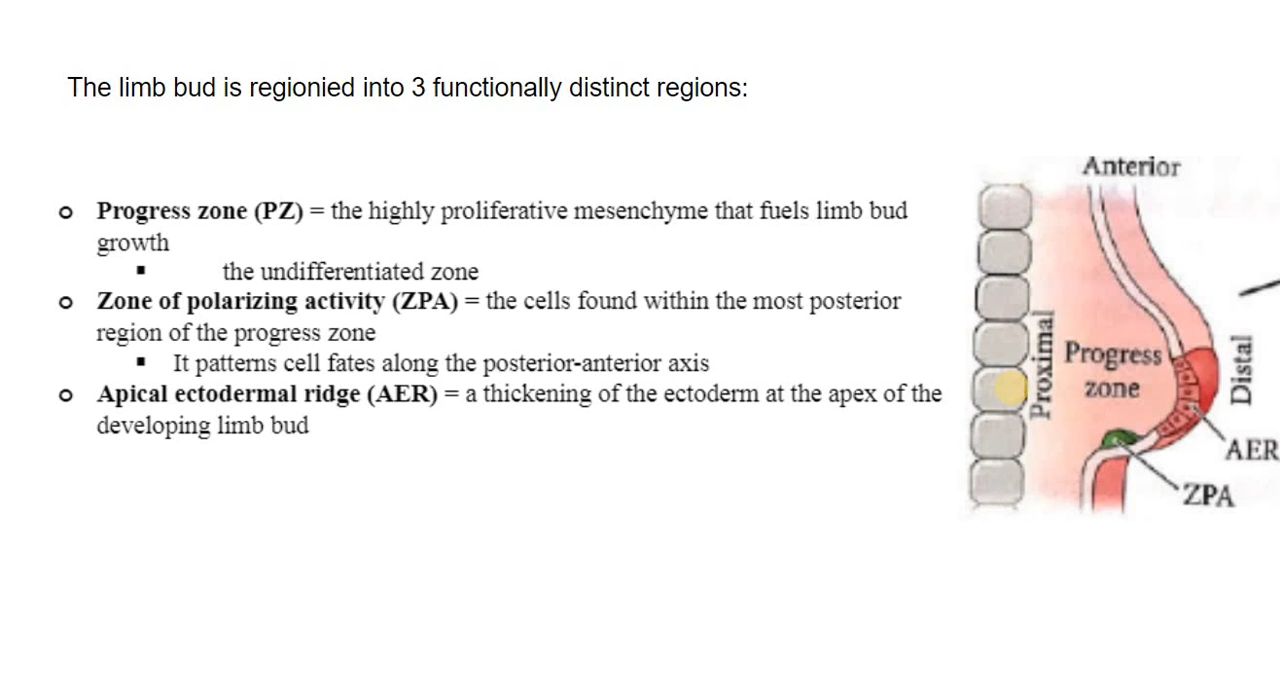 The limb bud is regionied into 3 functionally distinct regions:
o Progress zone (PZ) = the highly proliferative mesenchyme that fuels limb bud
growth
▪ the undifferentiated zone
o Zone of polarizing activity (ZPA) = the cells found within the most posterior
region of the progress zone
▪ It patterns cell fates along the posterior-anterior axis
o Apical ectodermal ridge (AER) = a thickening of the ectoderm at the apex of the
developing limb bud
Anterior
Proximal
Progress
zone
Distal
AER
ZPA